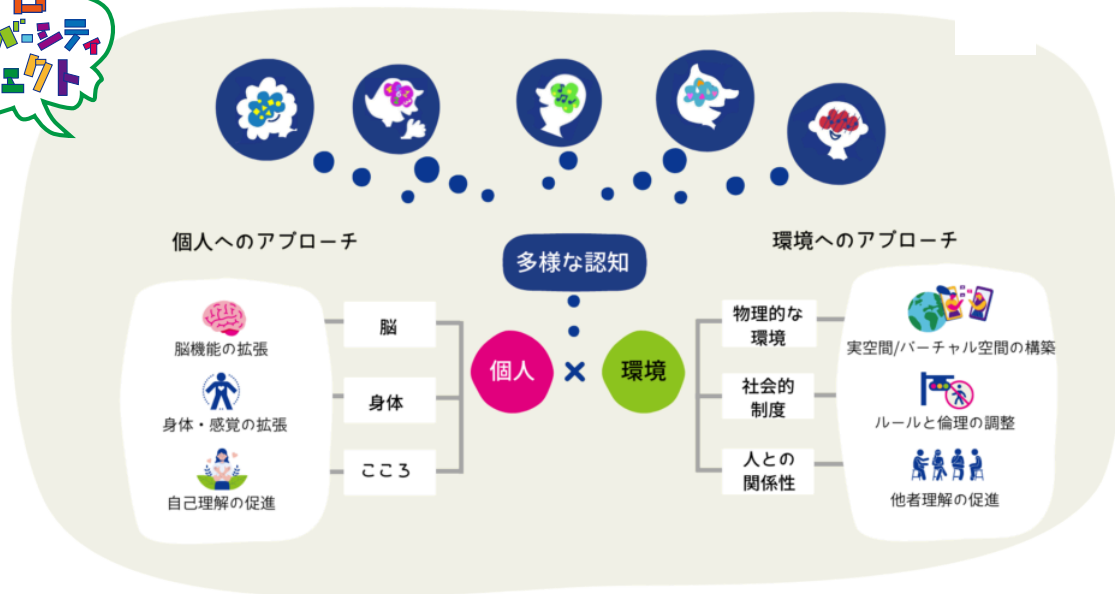 ロ
バーシティ
ェクト
個人へのアプローチ
環境へのアプローチ
多様な認知
脳機能の拡張
身体・感覚の拡張
自己理解の促進
脳
身体
こころ
個人
×
環境
物理的な
環境
社会的
制度
人との
関係性
実空間/バーチャル空間の構築
ルールと倫理の調整
他者理解の促進